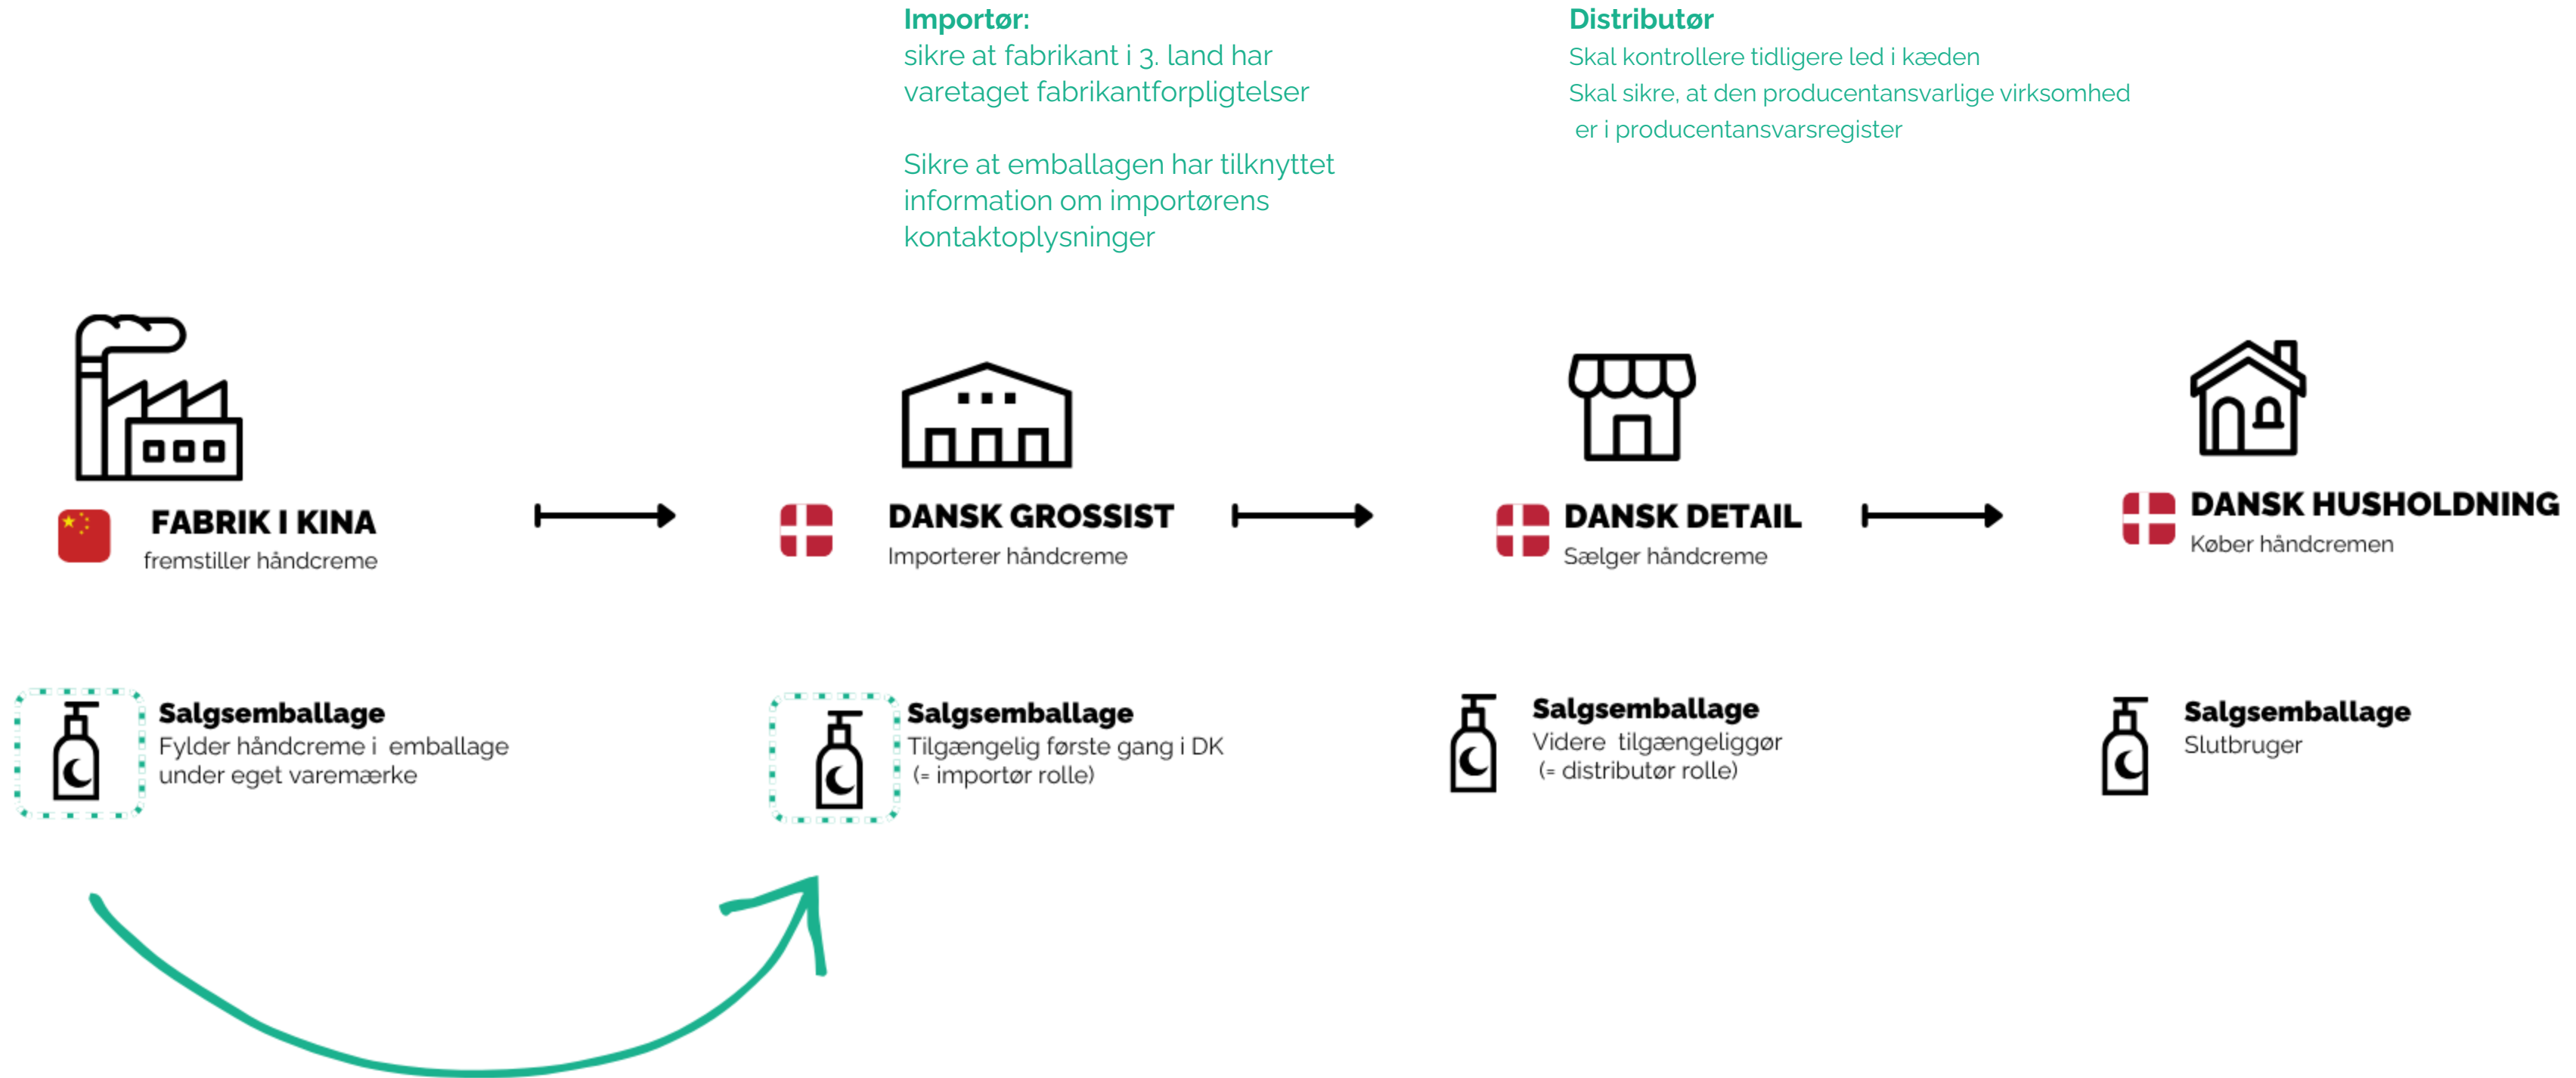 Importør:
sikre at fabrikant i 3. land har
varetaget fabrikantforpligtelser
Sikre at emballagen har tilknyttet
information om importørens
kontaktoplysninger
Distributør
Skal kontrollere tidligere led i kæden
Skal sikre, at den producentansvarlige virksomhed
er i producentansvarsregister
FABRIK I KINA
fremstiller håndcreme
DANSK GROSSIST
Importerer håndcreme
DANSK DETAIL
Sælger håndcreme
DANSK HUSHOLDNING
Køber håndcremen
Salgsemballage
Fylder håndcreme i emballage
under eget varemærke
Salgsemballage
Tilgængelig første gang i DK
(= importør rolle)
Salgsemballage
Videre tilgængeliggør
(= distributør rolle)
Salgsemballage
Slutbruger